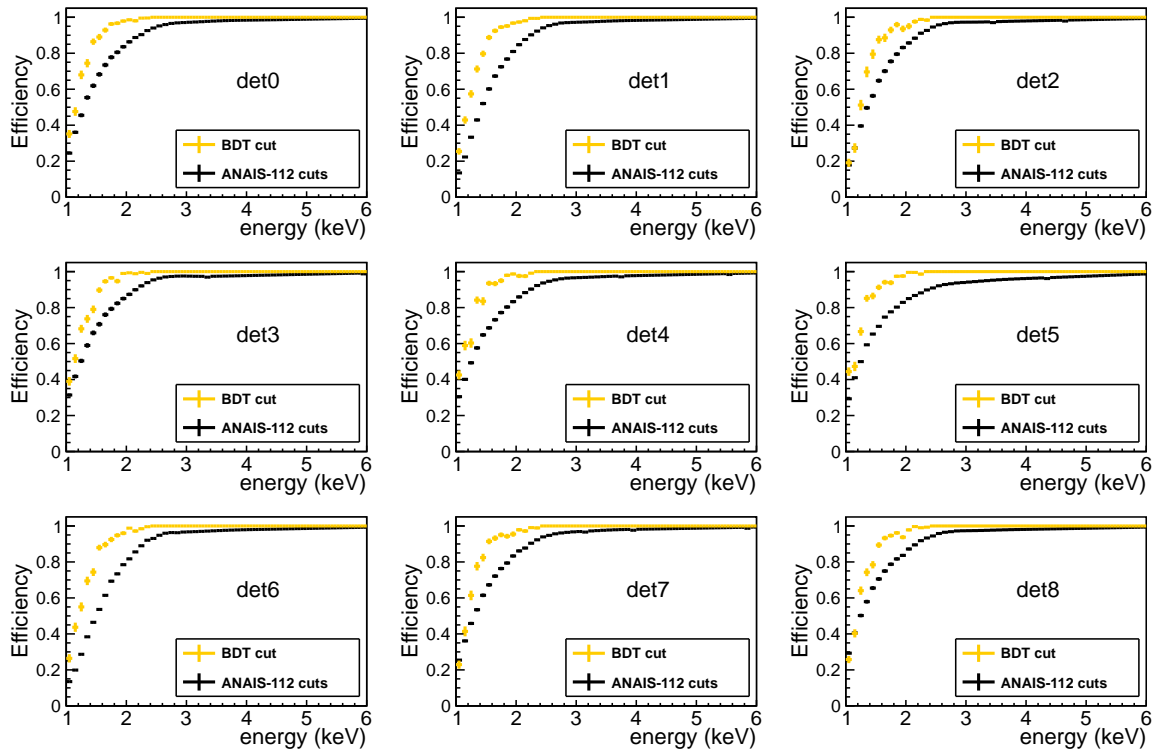 Efficiency
1
0.8
0.6
0.4
0.2
0
det0
BDT cut
ANAIS-112 cuts
1 2 3 4 5 6
energy (keV)
Efficiency
1
0.8
0.6
0.4
0.2
0
det1
BDT cut
ANAIS-112 cuts
1 2 3 4 5 6
energy (keV)
Efficiency
1
0.8
0.6
0.4
0.2
0
det2
BDT cut
ANAIS-112 cuts
1 2 3 4 5 6
energy (keV)
Efficiency
1
0.8
0.6
0.4
0.2
0
det3
BDT cut
ANAIS-112 cuts
1 2 3 4 5 6
energy (keV)
Efficiency
1
0.8
0.6
0.4
0.2
0
det4
BDT cut
ANAIS-112 cuts
1 2 3 4 5 6
energy (keV)
Efficiency
1
0.8
0.6
0.4
0.2
0
det5
BDT cut
ANAIS-112 cuts
1 2 3 4 5 6
energy (keV)
Efficiency
1
0.8
0.6
0.4
0.2
0
det6
BDT cut
ANAIS-112 cuts
1 2 3 4 5 6
energy (keV)
Efficiency
1
0.8
0.6
0.4
0.2
0
det7
BDT cut
ANAIS-112 cuts
1 2 3 4 5 6
energy (keV)
Efficiency
1
0.8
0.6
0.4
0.2
0
det8
BDT cut
ANAIS-112 cuts
1 2 3 4 5 6
energy (keV)